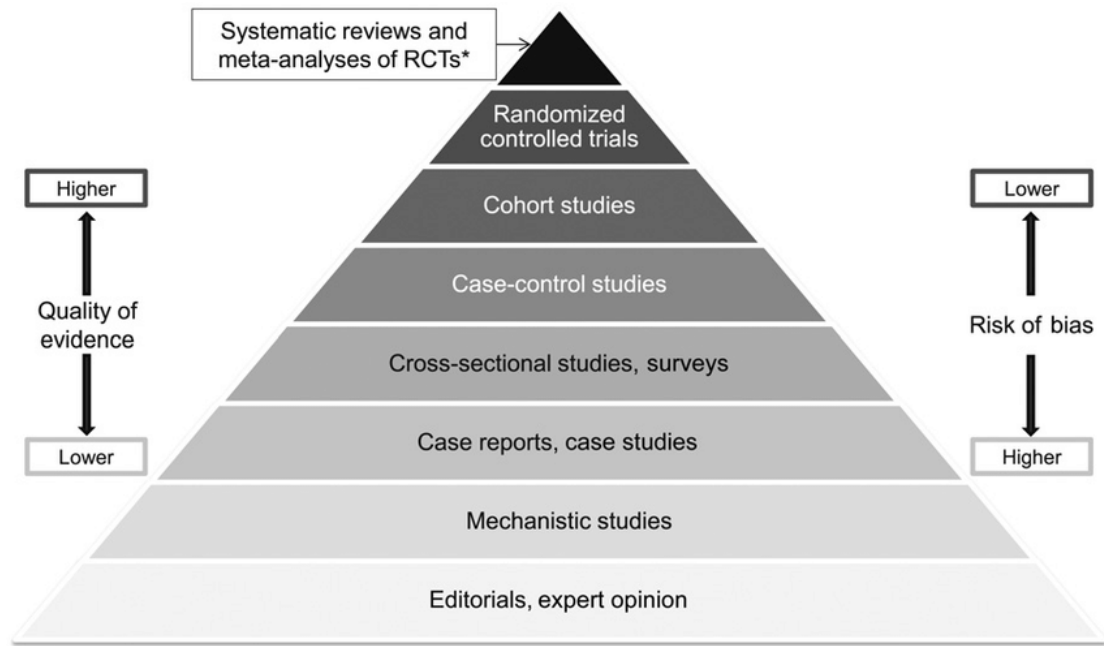 Systematic reviews and
meta-analyses of RCTs*
Randomized
controlled trials
Higher
Lower
Cohort studies
Case-control studies
Quality of
evidence
Risk of bias
Cross-sectional studies, surveys
Case reports, case studies
Lower
Higher
Mechanistic studies
Editorials, expert opinion